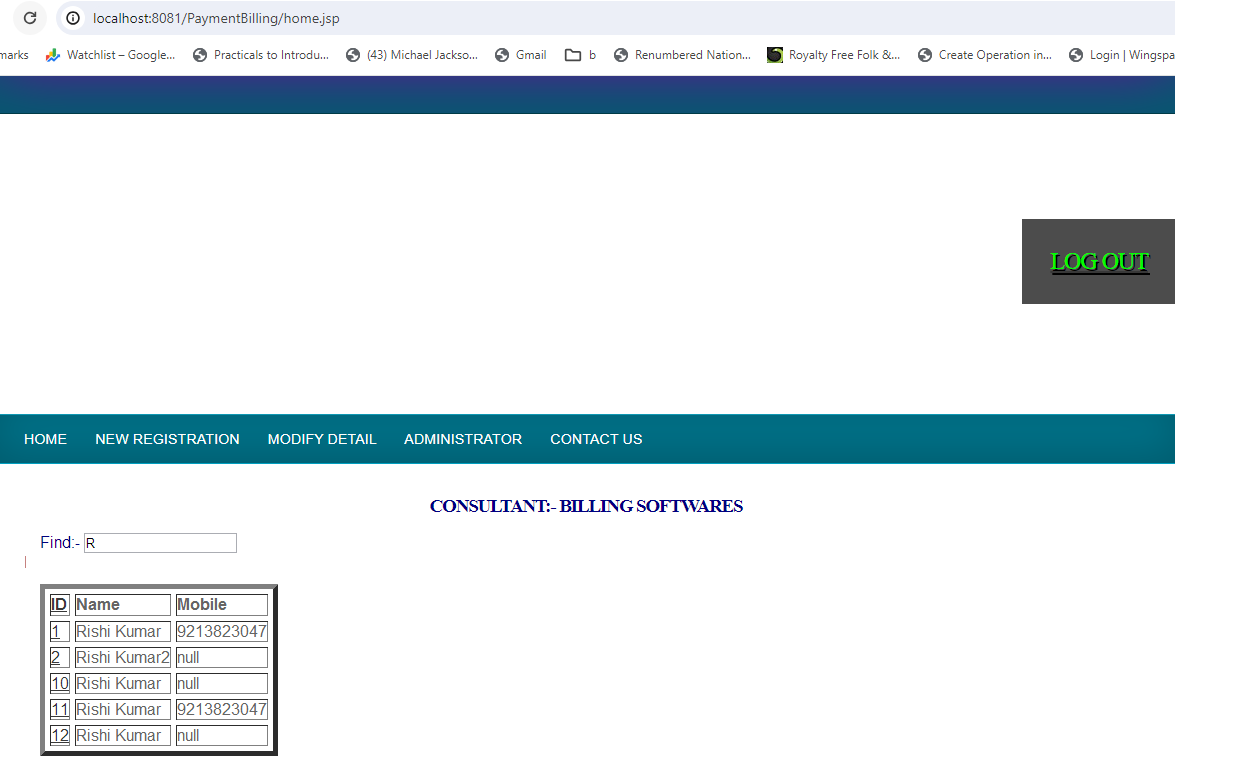 localhost:8081/PaymentBilling/home.jsp
marks Watchlist – Google... Practicals to Introdu... (43) Michael Jackso... Gmail b Renumbered Nation... Royalty Free Folk &... Create Operation in... Login | Wingspa
LOG OUT
HOME NEW REGISTRATION MODIFY DETAIL ADMINISTRATOR CONTACT US
CONSULTANT:- BILLING SOFTWARES
Find:- R
ID Name Mobile
1 Rishi Kumar 9213823047
2 Rishi Kumar2 null
10 Rishi Kumar null
11 Rishi Kumar 9213823047
12 Rishi Kumar null